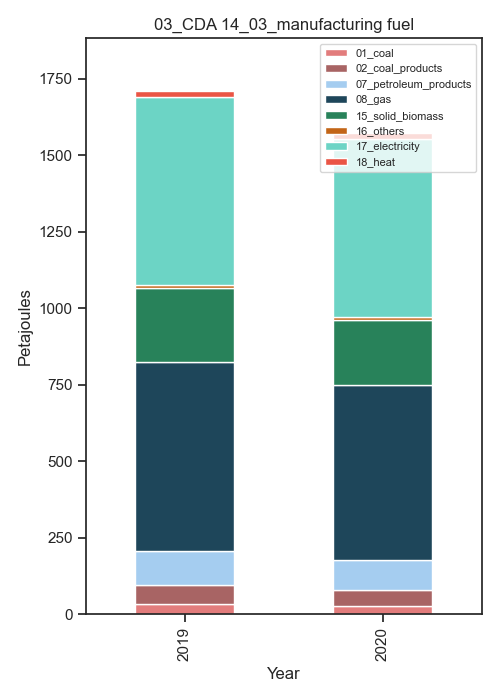 03_CDA 14_03_manufacturing fuel
01_coal
02_coal_products
07_petroleum_products
08_gas
15_solid_biomass
16_others
17_electricity
18_heat
1750
1500
1250
1000
750
500
250
0
Petajoules
2019
2020
Year